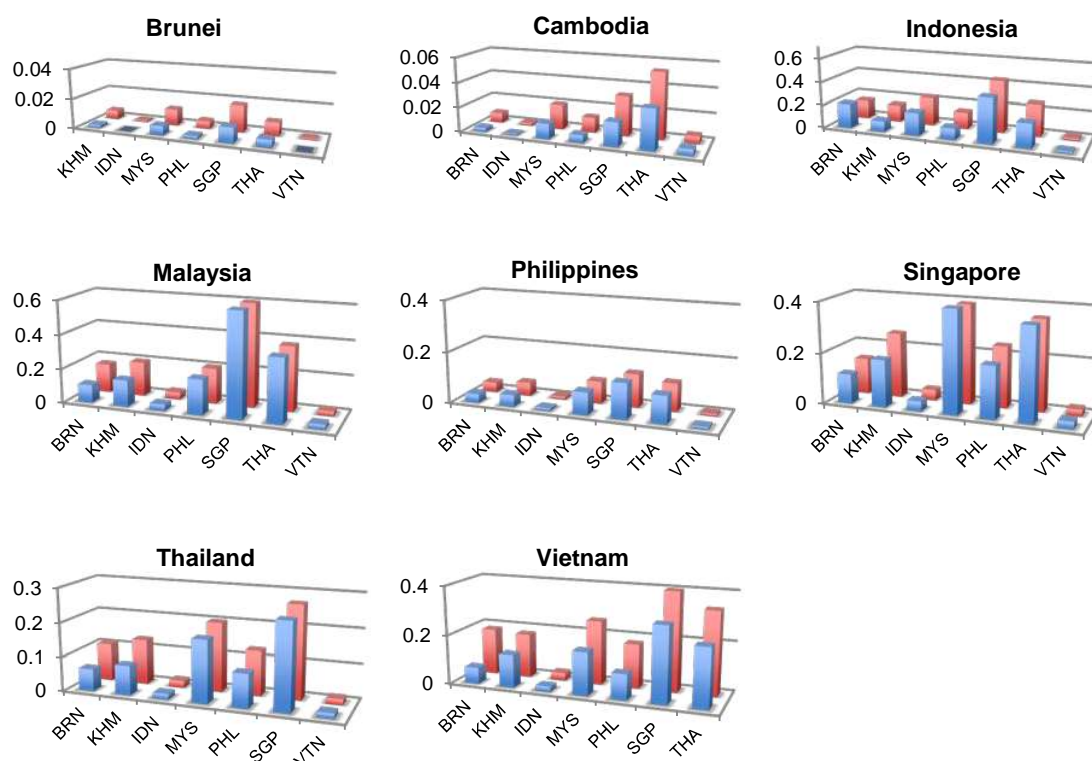 Brunei
0.04
0.02
0
KHM
IDN
MYS
PHL
SGP
THA
VTN
Cambodia
0.06
0.04
0.02
0
BRN
IDN
MYS
PHL
SGP
THA
VTN
Indonesia
0.6
0.4
0.2
0
BRN
KHM
MYS
PHL
SGP
THA
VTN
Malaysia
0.6
0.4
0.2
0
BRN
KHM
IDN
PHL
SGP
THA
VTN
Philippines
0.4
0.2
0
BRN
KHM
IDN
MYS
SGP
THA
VTN
Singapore
0.4
0.2
0
BRN
KHM
IDN
MYS
PHL
THA
VTN
Thailand
0.3
0.2
0.1
0
BRN
KHM
IDN
MYS
PHL
SGP
VTN
Vietnam
0.4
0.2
0
BRN
KHM
IDN
MYS
PHL
SGP
THA